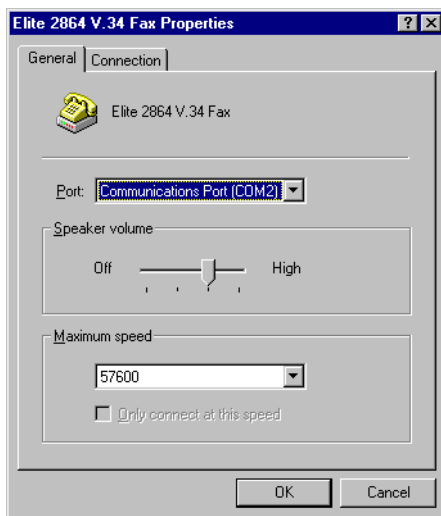 Elite 2864 V.34 Fax Properties
General Connection
Elite 2864 V.34 Fax
Port: Communications Port (COM2)
Speaker volume
Off High
Maximum speed
57600
Only connect at this speed
OK Cancel